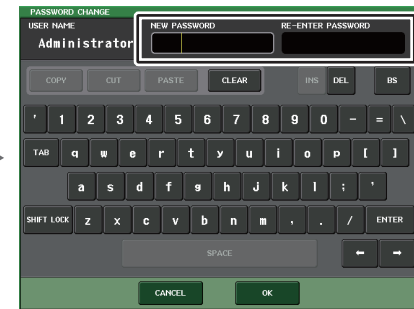 PASSWORD CHANGE
USER NAME NEW PASSWORD RE-ENTER PASSWORD
Administrator
COPY CUT PASTE CLEAR INS DEL BS
' 1 2 3 4 5 6 7 8 9 0 - = \
TAB q w e r t y u i o p [ ]
a s d f g h j k l ; '
SHIFT LOCK z x c v b n m , . / ENTER
SPACE ← →
CANCEL OK